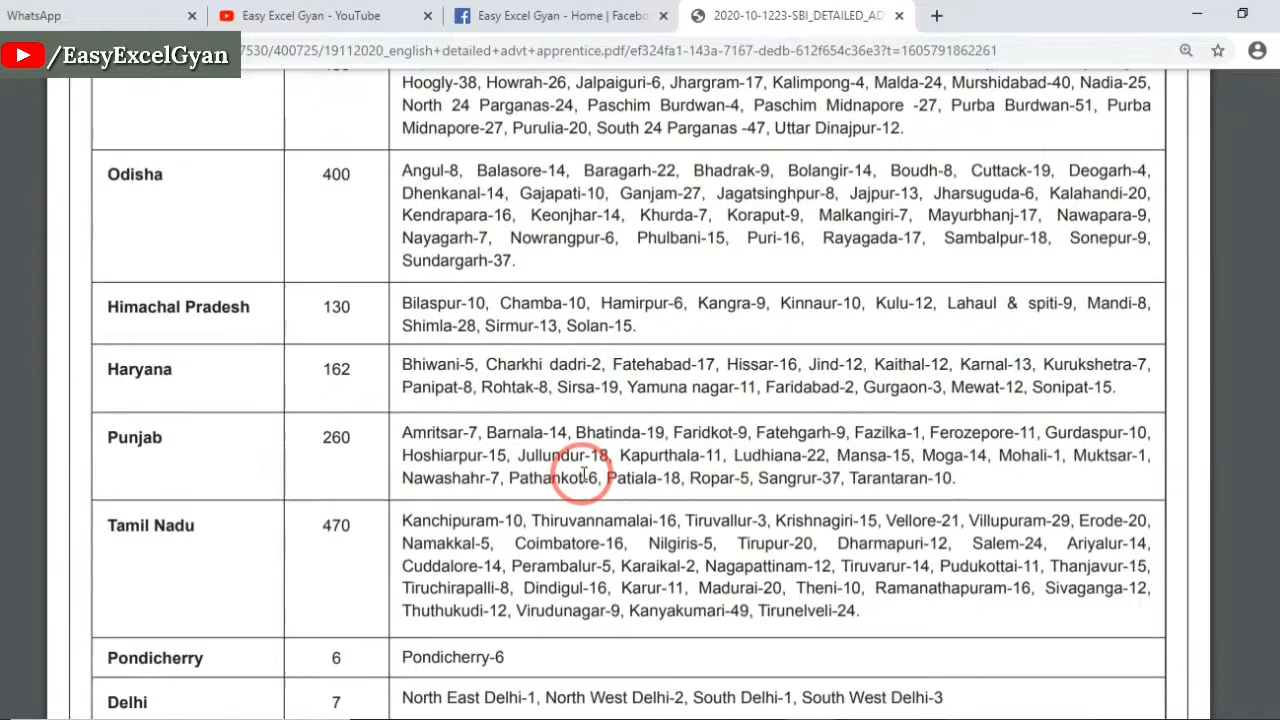 WhatsApp
Easy Excel Gyan - YouTube
Easy Excel Gyan - Home | Facebo
2020-10-1223-SBI_DETAILED_AD
/EasyExcelGyan
7530/400725/19112020_english+detailed+advt+apprentice.pdf/ef324fa1-143a-7167-dedb-612f654c36e3?t=1605791862261
Hoogly-38, Howrah-26, Jalpaiguri-6, Jhargram-17, Kalimpong-4, Malda-24, Murshidabad-40, Nadia-25,
North 24 Parganas-24, Paschim Burdwan-4, Paschim Midnapore -27, Purba Burdwan-51, Purba
Midnapore-27, Purulia-20, South 24 Parganas -47, Uttar Dinajpur-12.
Odisha
400
Angul-8, Balasore-14, Baragarh-22, Bhadrak-9, Bolangir-14, Boudh-8, Cuttack-19, Deogarh-4,
Dhenkanal-14, Gajapati-10, Ganjam-27, Jagatsinghpur-8, Jajpur-13, Jharsuguda-6, Kalahandi-20,
Kendrapara-16, Keonjhar-14, Khurda-7, Koraput-9, Malkangiri-7, Mayurbhanj-17, Nawapara-9,
Nayagarh-7, Nowrangpur-6, Phulbani-15, Puri-16, Rayagada-17, Sambalpur-18, Sonepur-9,
Sundargarh-37.
Himachal Pradesh
130
Bilaspur-10, Chamba-10, Hamirpur-6, Kangra-9, Kinnaur-10, Kulu-12, Lahaul & spiti-9, Mandi-8,
Shimla-28, Sirmur-13, Solan-15.
Haryana
162
Bhiwani-5, Charkhi dadri-2, Fatehabad-17, Hissar-16, Jind-12, Kaithal-12, Karnal-13, Kurukshetra-7,
Panipat-8, Rohtak-8, Sirsa-19, Yamuna nagar-11, Faridabad-2, Gurgaon-3, Mewat-12, Sonipat-15.
Punjab
260
Amritsar-7, Barnala-14, Bhatinda-19, Faridkot-9, Fatehgarh-9, Fazilka-1, Ferozepore-11, Gurdaspur-10,
Hoshiarpur-15, Jullundur-18, Kapurthala-11, Ludhiana-22, Mansa-15, Moga-14, Mohali-1, Muktsar-1,
Nawashahr-7, Pathankot-6, Patiala-18, Ropar-5, Sangrur-37, Tarantaran-10.
Tamil Nadu
470
Kanchipuram-10, Thiruvannamalai-16, Tiruvallur-3, Krishnagiri-15, Vellore-21, Villupuram-29, Erode-20,
Namakkal-5, Coimbatore-16, Nilgiris-5, Tirupur-20, Dharmapuri-12, Salem-24, Ariyalur-14,
Cuddalore-14, Perambalur-5, Karaikal-2, Nagapattinam-12, Tiruvarur-14, Pudukottai-11, Thanjavur-15,
Tiruchirapalli-8, Dindigul-16, Karur-11, Madurai-20, Theni-10, Ramanathapuram-16, Sivaganga-12,
Thuthukudi-12, Virudunagar-9, Kanyakumari-49, Tirunelveli-24.
Pondicherry
6
Pondicherry-6
Delhi
7
North East Delhi-1, North West Delhi-2, South Delhi-1, South West Delhi-3